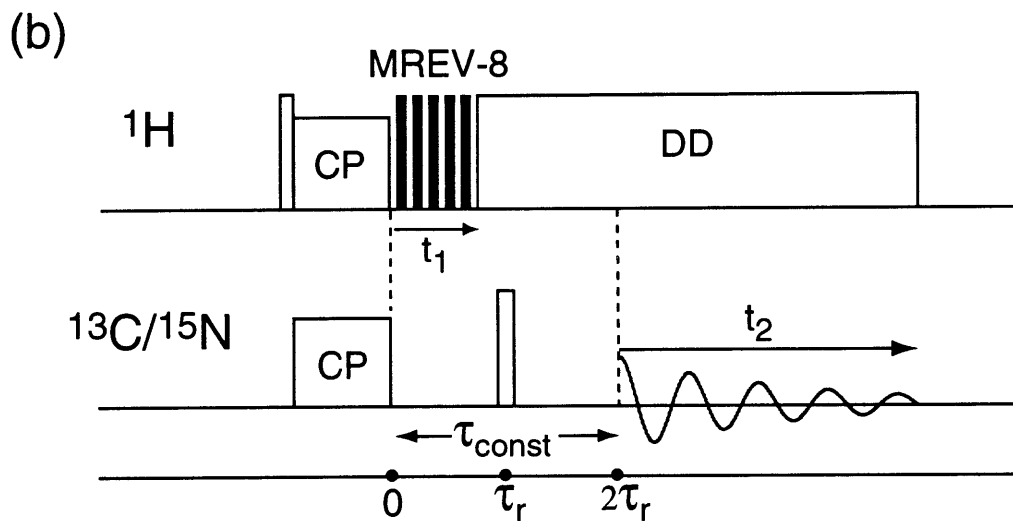 (b)
MREV-8
¹H
CP
DD
t₁
¹³C/¹⁵N
CP
t₂
τconst
0
τr
2τr